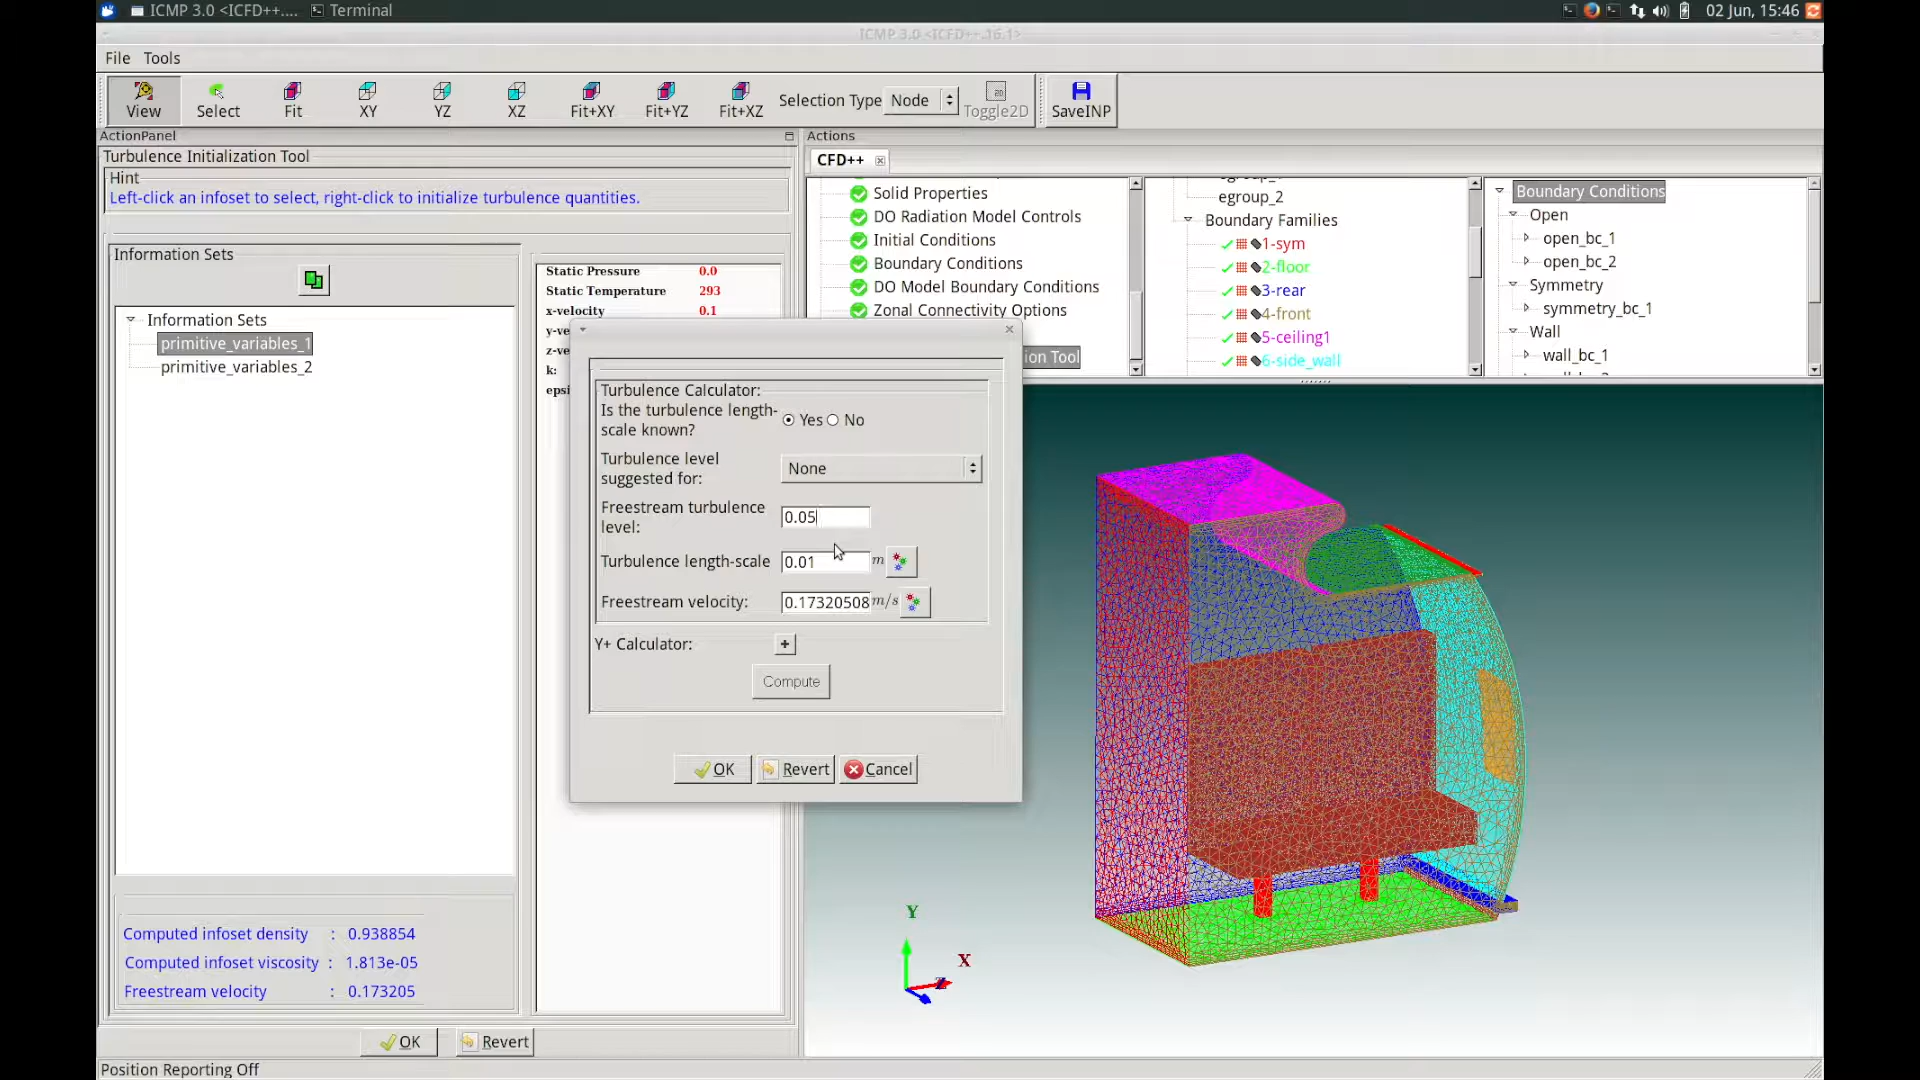 ICMP 3.0 <ICFD++.... Terminal 02 Jun, 15:46
ICMP 3.0 <ICFD++ 16.1>
File Tools
View Select Fit XY YZ XZ Fit+XY Fit+YZ Fit+XZ Selection Type Node Toggle2D SaveINP
ActionPanel
Turbulence Initialization Tool
Hint
Left-click an infoset to select, right-click to initialize turbulence quantities.
Information Sets
Information Sets
primitive_variables_1
primitive_variables_2
Computed infoset density : 0.938854
Computed infoset viscosity : 1.813e-05
Freestream velocity : 0.173205
Static Pressure 0.0
Static Temperature 293
x-velocity 0.1
y-ve
z-ve
k:
epsi
Turbulence Calculator:
Is the turbulence length-
scale known? Yes No
Turbulence level
suggested for: None
Freestream turbulence
level: 0.05
Turbulence length-scale 0.01 m
Freestream velocity: 0.17320508 m/s
Y+ Calculator: +
Compute
OK Revert Cancel
OK Revert
Position Reporting Off
Actions
CFD++
Solid Properties
DO Radiation Model Controls
Initial Conditions
Boundary Conditions
DO Model Boundary Conditions
Zonal Connectivity Options
ion Tool
egroup_2
Boundary Families
1-sym
2-floor
3-rear
4-front
5-ceiling1
6-side_wall
Boundary Conditions
Open
open_bc_1
open_bc_2
Symmetry
symmetry_bc_1
Wall
wall_bc_1
Y
X
Z